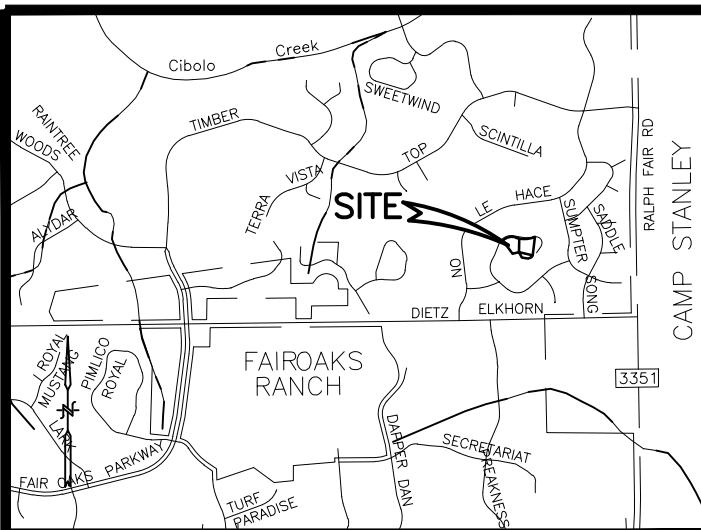 Cibolo Creek
RAINTREE
WOODS
TIMBER
SWEETWIND
SCINTILLA
TOP
VISTA
TERRA
ALYDAR
SITE
LE HACE
SUMPTER
SADDLE
SONG
NO
DIETZ ELKHORN
RALPH FAIR RD
CAMP STANLEY
3351
FAIROAKS
RANCH
I ROYAL
MUSTANG
PIMLICO
ROYAL
LARK
N
FAIR OAKS PARKWAY
DAPPER DAN
SECRETARIAT
PREAKNESS
TURF
PARADISE